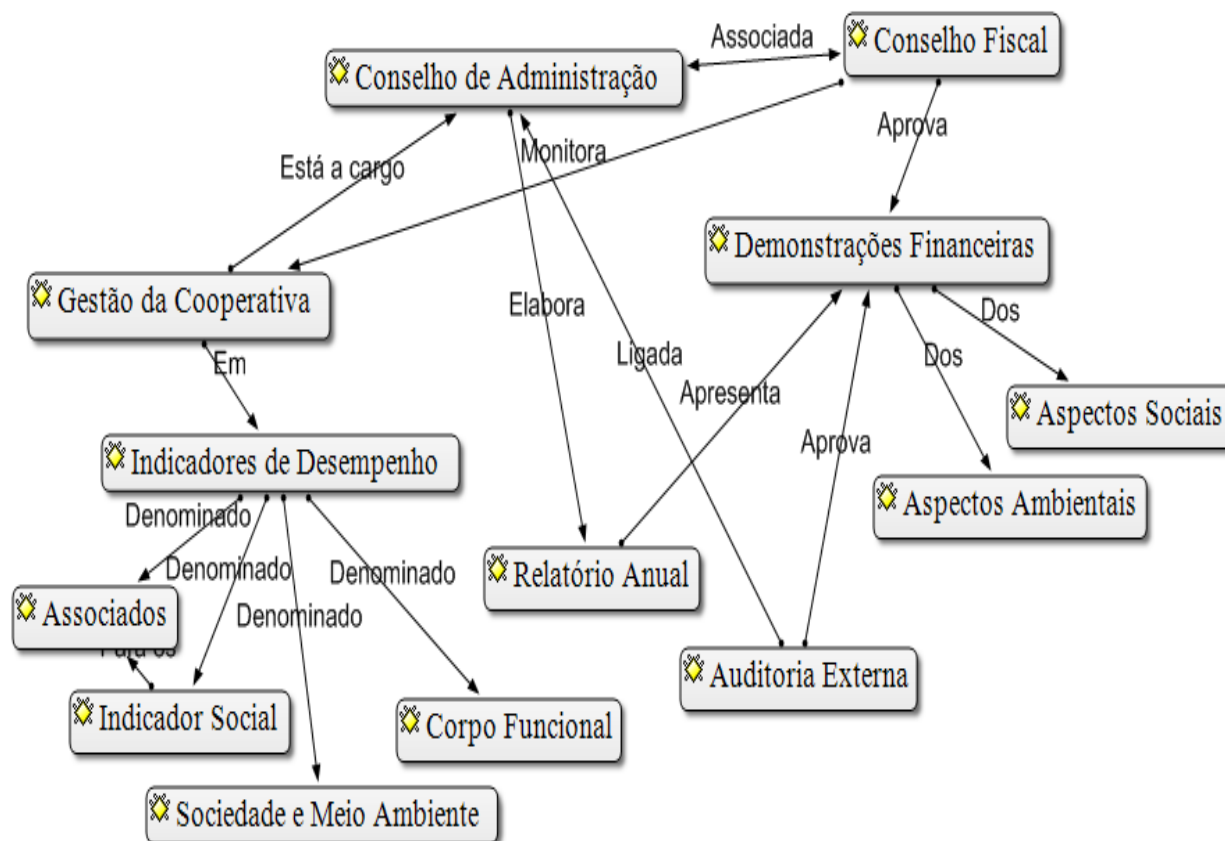 Associada
Conselho Fiscal
Conselho de Administração
Aprova
Monitora
Está a cargo
Demonstrações Financeiras
Gestão da Cooperativa
Elabora
Dos
Ligada
Em
Dos
Apresenta
Aspectos Sociais
Aprova
Indicadores de Desempenho
Aspectos Ambientais
Denominado
Denominado
Denominado
Relatório Anual
Associados
Denominado
Para os
Auditoria Externa
Indicador Social
Corpo Funcional
Sociedade e Meio Ambiente